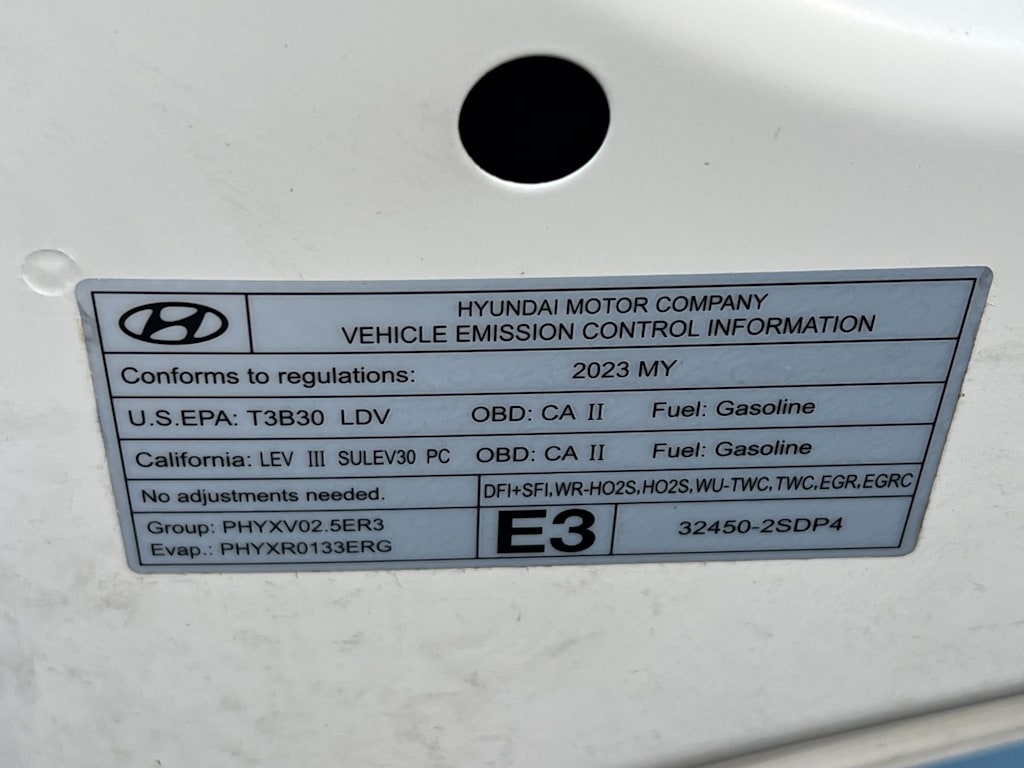 HYUNDAI MOTOR COMPANY
VEHICLE EMISSION CONTROL INFORMATION
Conforms to regulations: 2023 MY
U.S.EPA: T3B30 LDV OBD: CA II Fuel: Gasoline
California: LEV III SULEV30 PC OBD: CA II Fuel: Gasoline
No adjustments needed. DFI+SFI,WR-HO2S,HO2S,WU-TWC,TWC,EGR,EGRC
Group: PHYXV02.5ER3
Evap.: PHYXR0133ERG
E3 32450-2SDP4